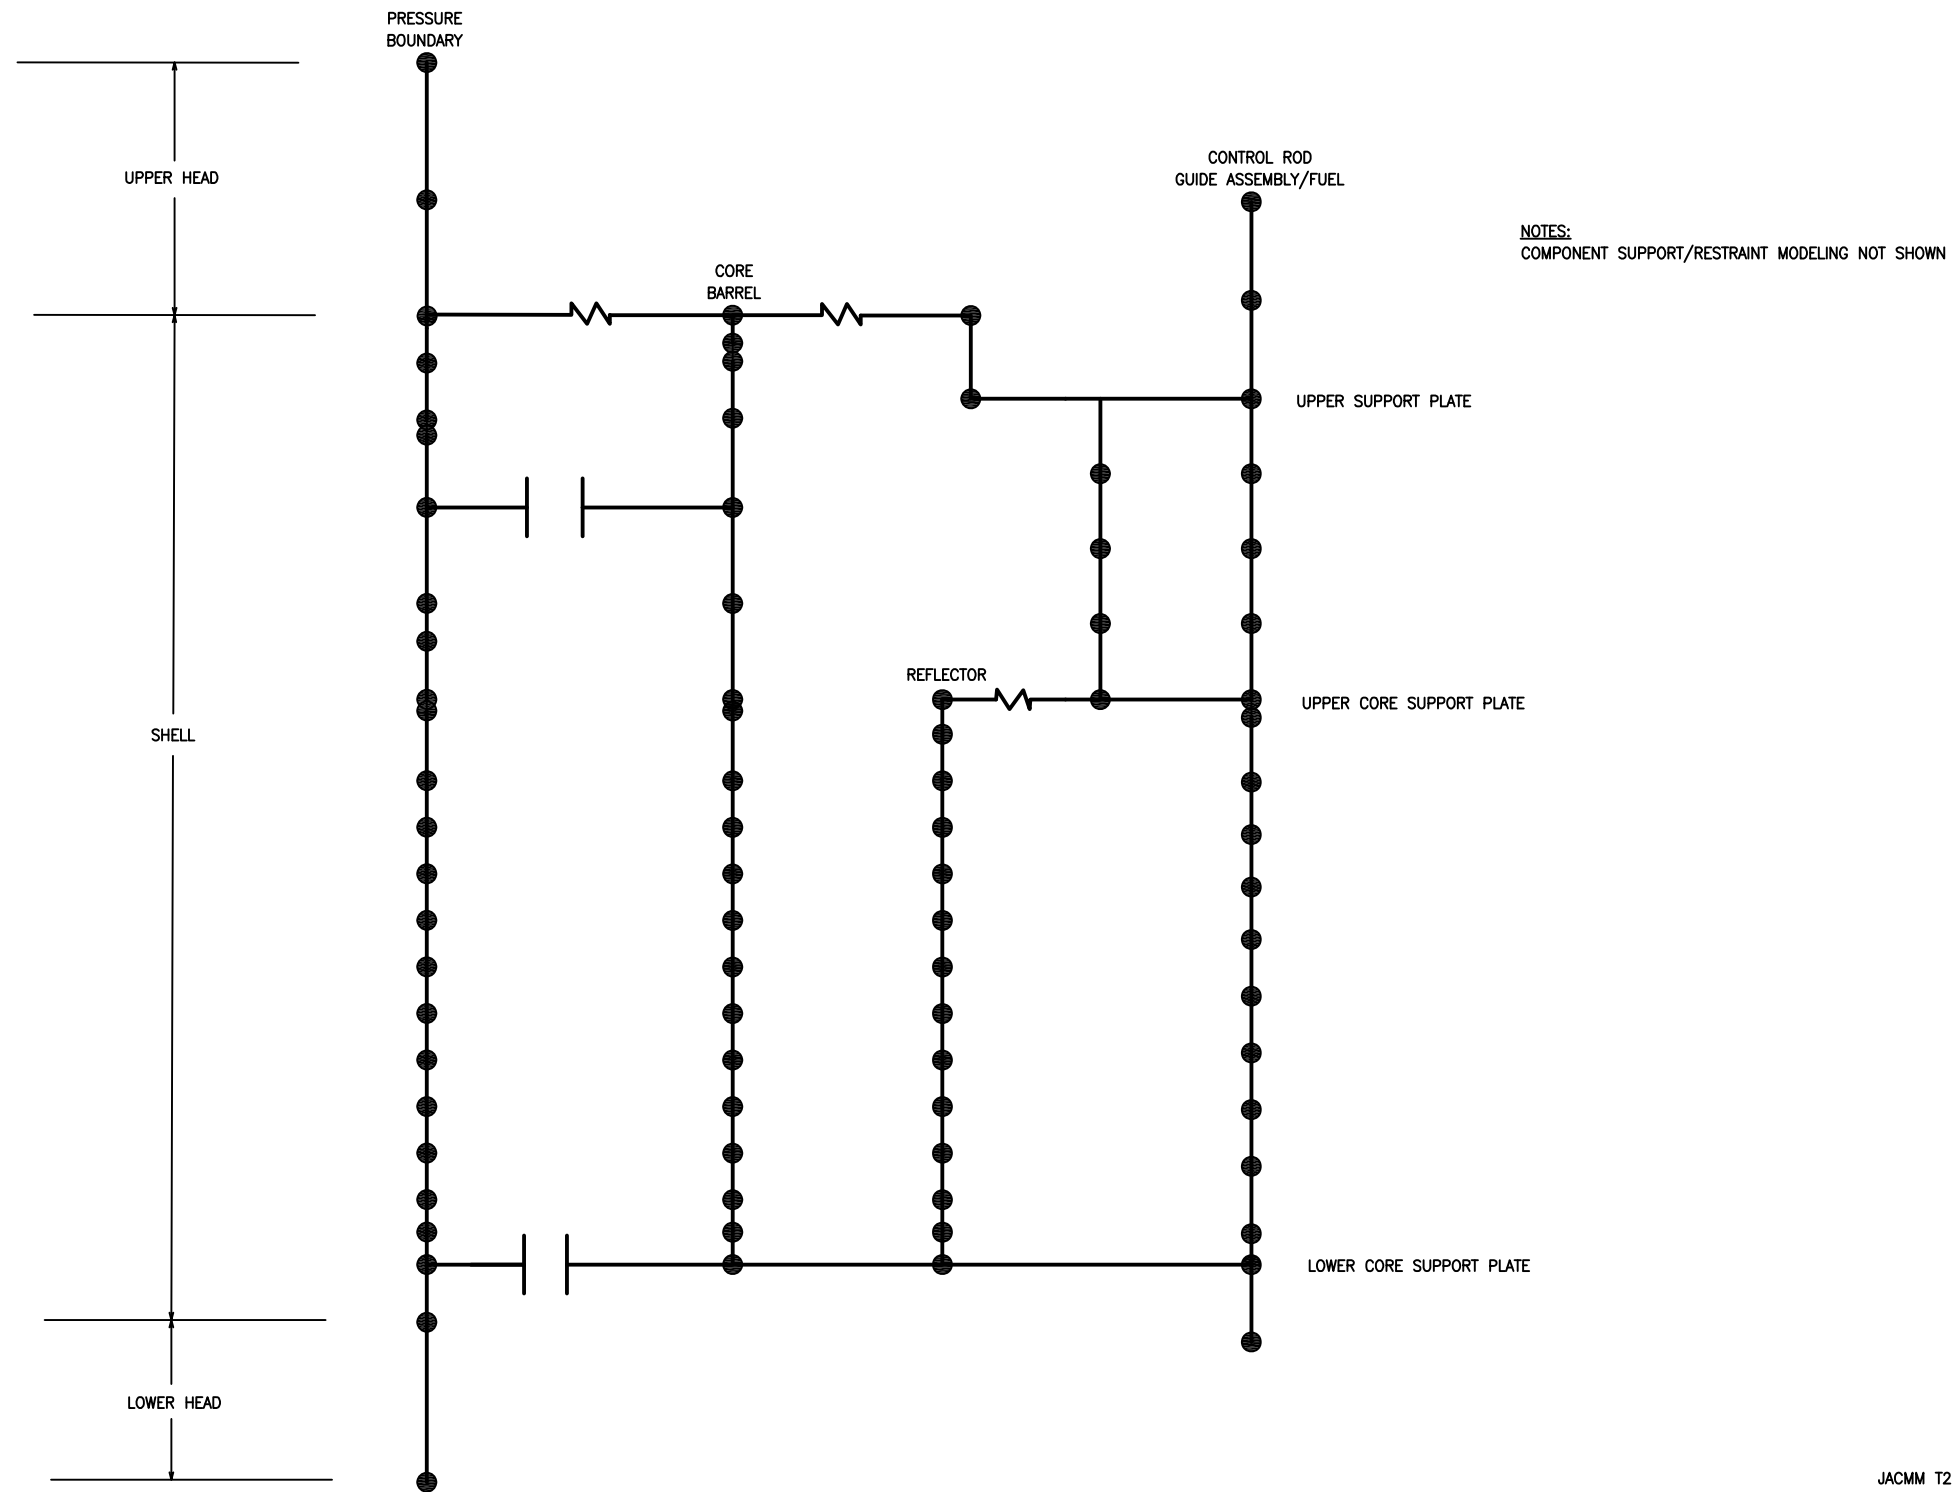 PRESSURE
BOUNDARY
CONTROL ROD
GUIDE ASSEMBLY/FUEL
UPPER HEAD
NOTES:
COMPONENT SUPPORT/RESTRAINT MODELING NOT SHOWN
CORE
BARREL
UPPER SUPPORT PLATE
REFLECTOR
UPPER CORE SUPPORT PLATE
SHELL
LOWER CORE SUPPORT PLATE
LOWER HEAD
JACMM T2